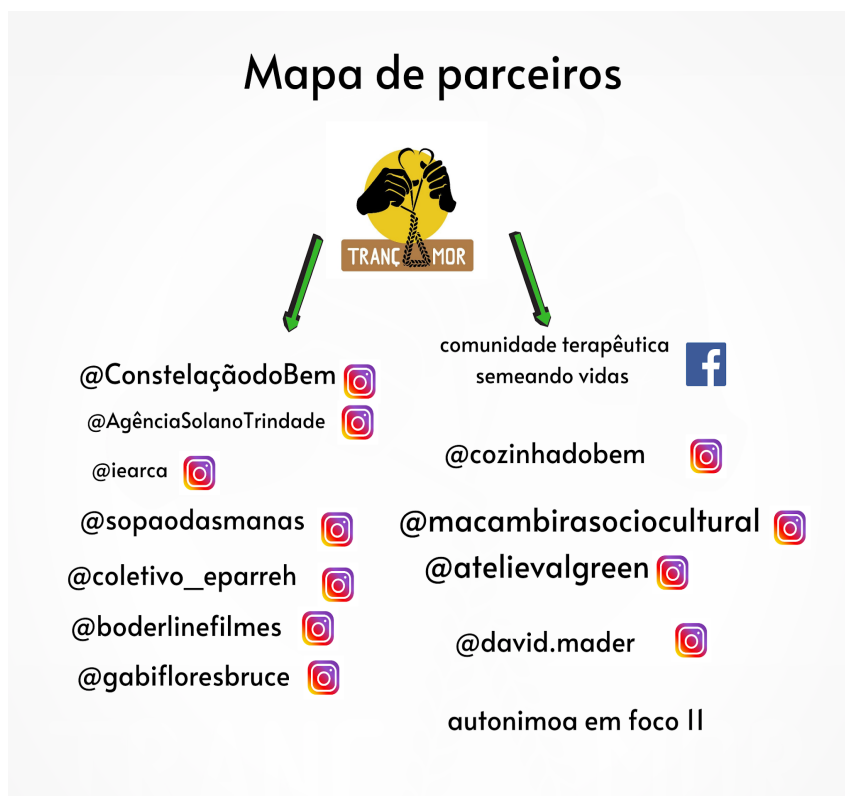 Mapa de parceiros
TRANÇAMOR
@ConstelaçãodoBem
@AgênciaSolanoTrindade
@iearca
@sopaodasmanas
@coletivo_eparreh
@boderlinefilmes
@gabifloresbruce
comunidade terapêutica
semeando vidas
@cozinhadobem
@macambirasociocultural
@atelievalgreen
@david.mader
autonimoa em foco II